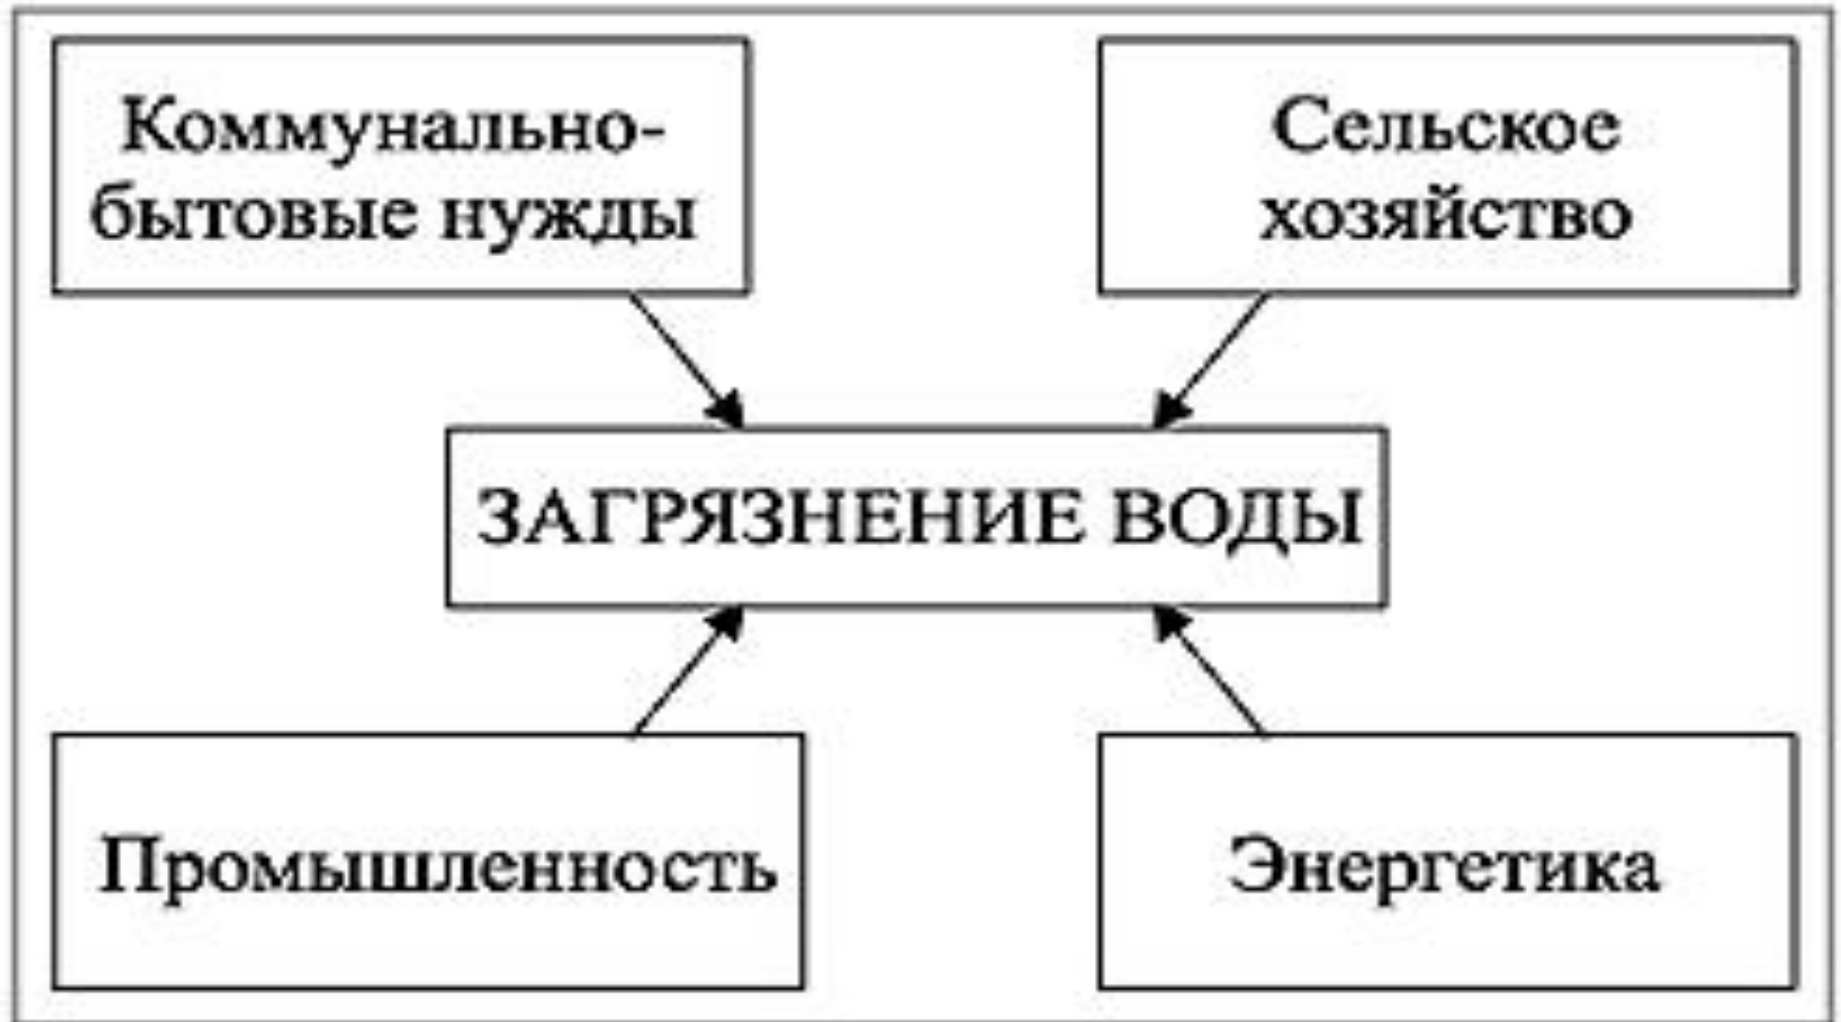 Коммунально-
бытовые нужды
Сельское
хозяйство
ЗАГРЯЗНЕНИЕ ВОДЫ
Промышленность
Энергетика